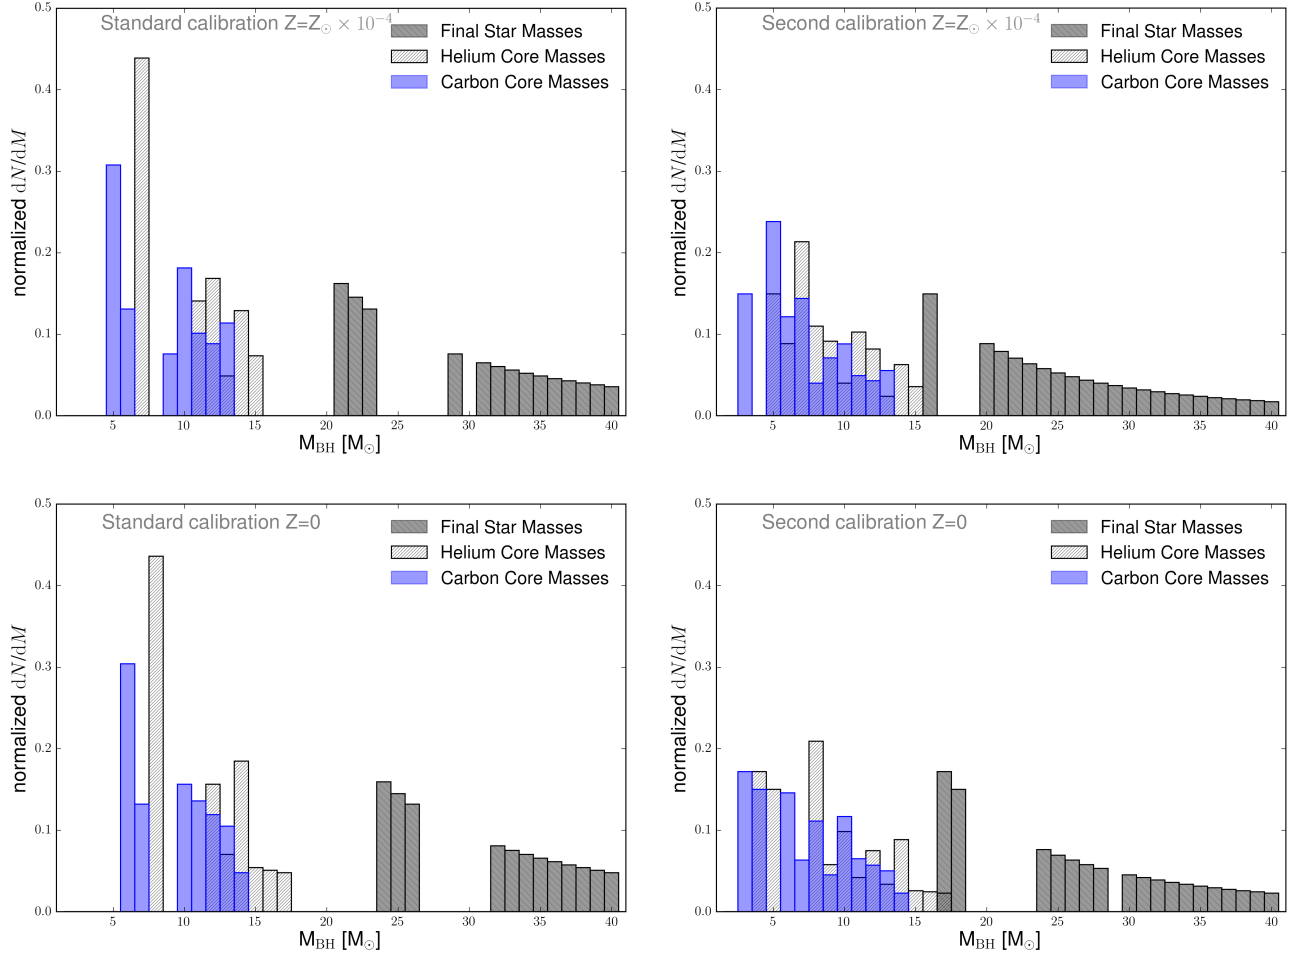 Standard calibration Z=Z⊙ × 10⁻⁴
Final Star Masses
Helium Core Masses
Carbon Core Masses
normalized dN/dM
0.5
0.4
0.3
0.2
0.1
0.0
5 10 15 20 25 30 35 40
M_BH [M⊙]
Second calibration Z=Z⊙ × 10⁻⁴
Final Star Masses
Helium Core Masses
Carbon Core Masses
normalized dN/dM
0.5
0.4
0.3
0.2
0.1
0.0
5 10 15 20 25 30 35 40
M_BH [M⊙]
Standard calibration Z=0
Final Star Masses
Helium Core Masses
Carbon Core Masses
normalized dN/dM
0.5
0.4
0.3
0.2
0.1
0.0
5 10 15 20 25 30 35 40
M_BH [M⊙]
Second calibration Z=0
Final Star Masses
Helium Core Masses
Carbon Core Masses
normalized dN/dM
0.5
0.4
0.3
0.2
0.1
0.0
5 10 15 20 25 30 35 40
M_BH [M⊙]